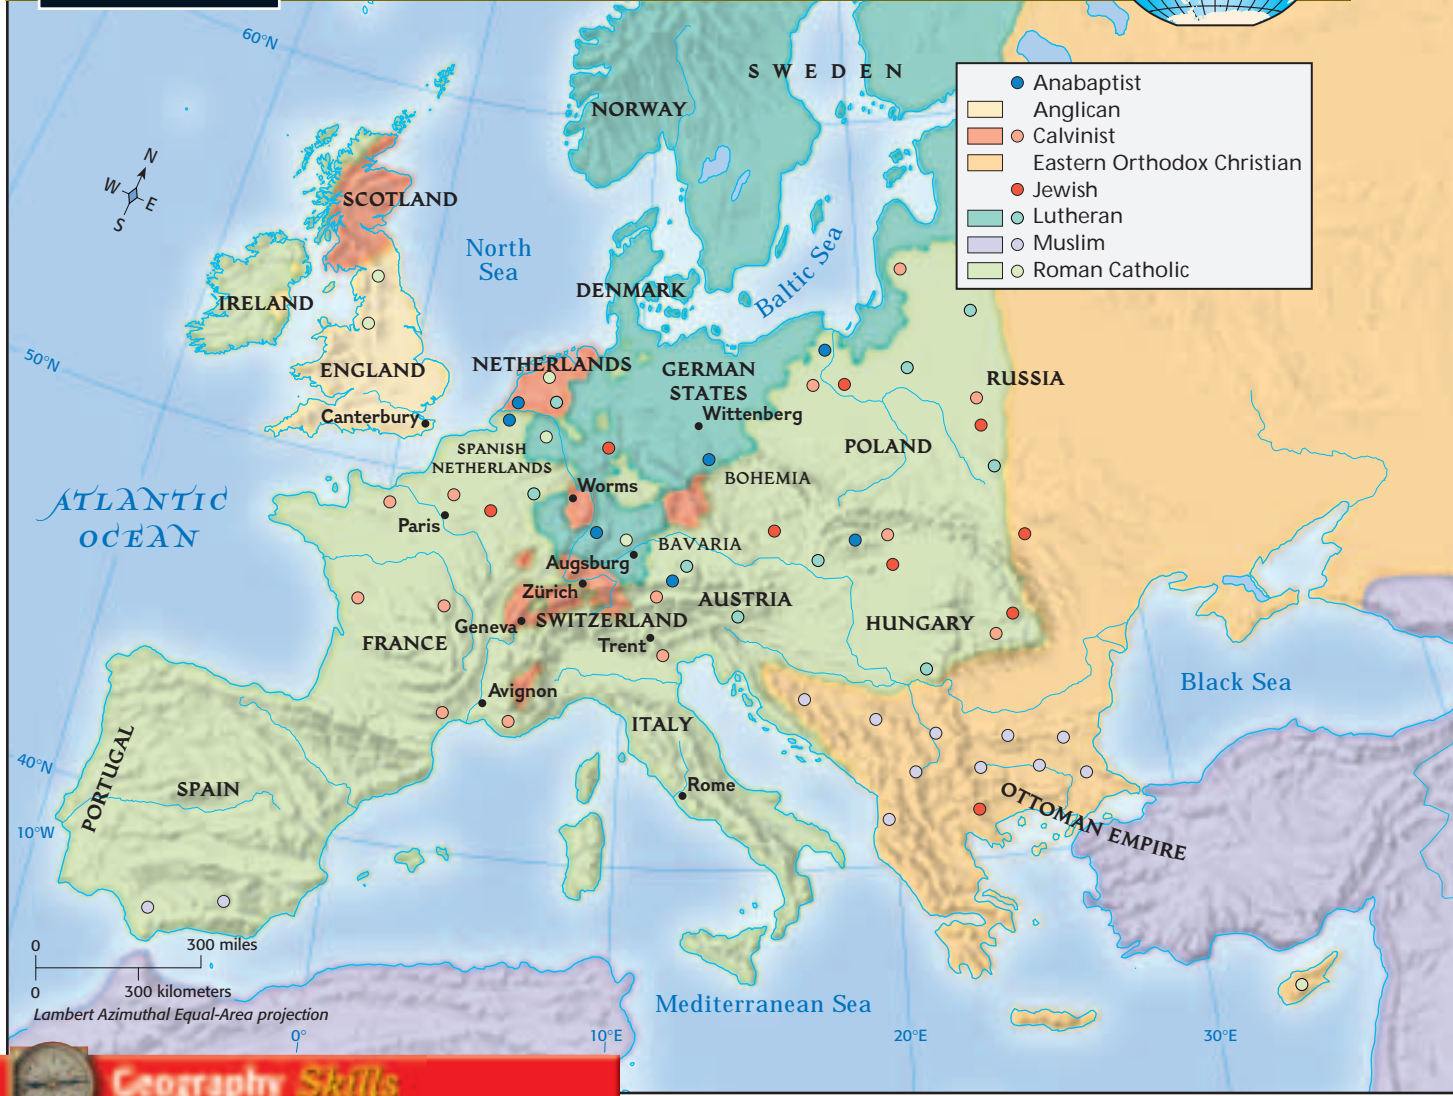 60°N
SWEDEN
NORWAY
Anabaptist
Anglican
Calvinist
Eastern Orthodox Christian
Jewish
Lutheran
Muslim
Roman Catholic
N
W
E
S
SCOTLAND
North
Sea
Baltic Sea
DENMARK
IRELAND
50°N
ENGLAND
NETHERLANDS
GERMAN
STATES
RUSSIA
Canterbury
Wittenberg
POLAND
SPANISH
NETHERLANDS
BOHEMIA
Worms
ATLANTIC
OCEAN
Paris
BAVARIA
Augsburg
Zürich
AUSTRIA
Geneva
SWITZERLAND
HUNGARY
FRANCE
Trent
Black Sea
Avignon
ITALY
PORTUGAL
40°N
SPAIN
Rome
OTTOMAN EMPIRE
10°W
0
300 miles
0
300 kilometers
Lambert Azimuthal Equal-Area projection
Mediterranean Sea
0°
10°E
20°E
30°E
Geography Skills